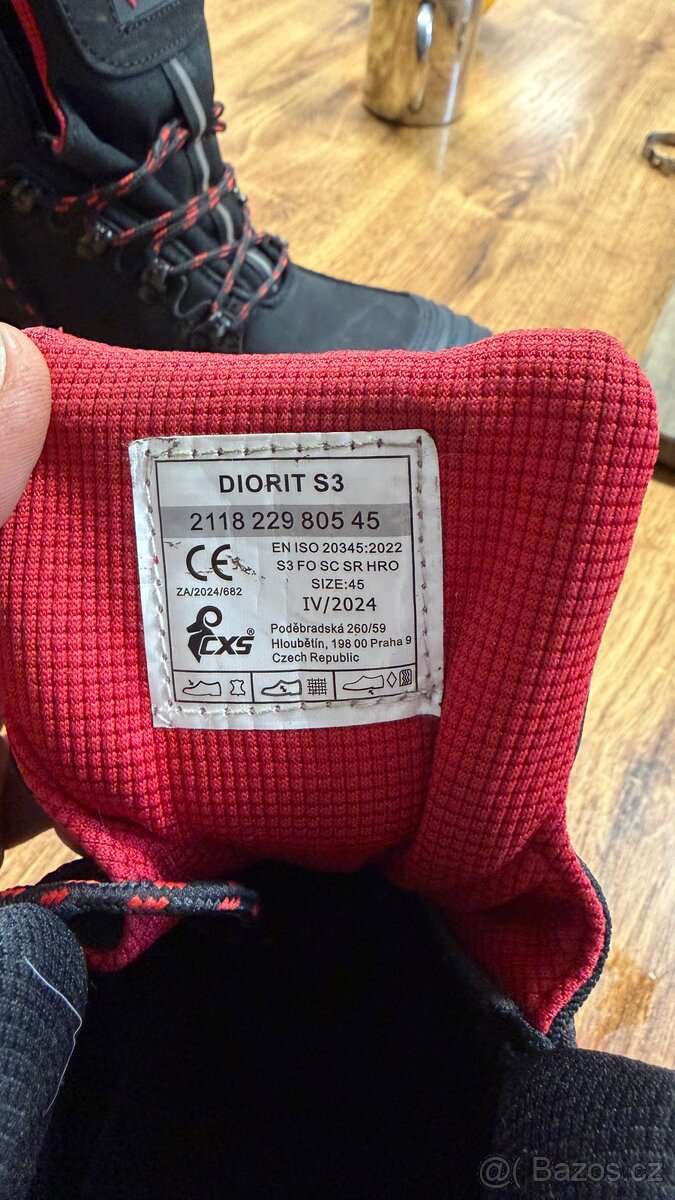 DIORIT S3
2118 229 805 45
CE
EN ISO 20345:2022
S3 FO SC SR HRO
SIZE:45
ZA/2024/682
IV/2024
CXS®
Poděbradská 260/59
Hloubětín, 198 00 Praha 9
Czech Republic
@( Bazos.cz